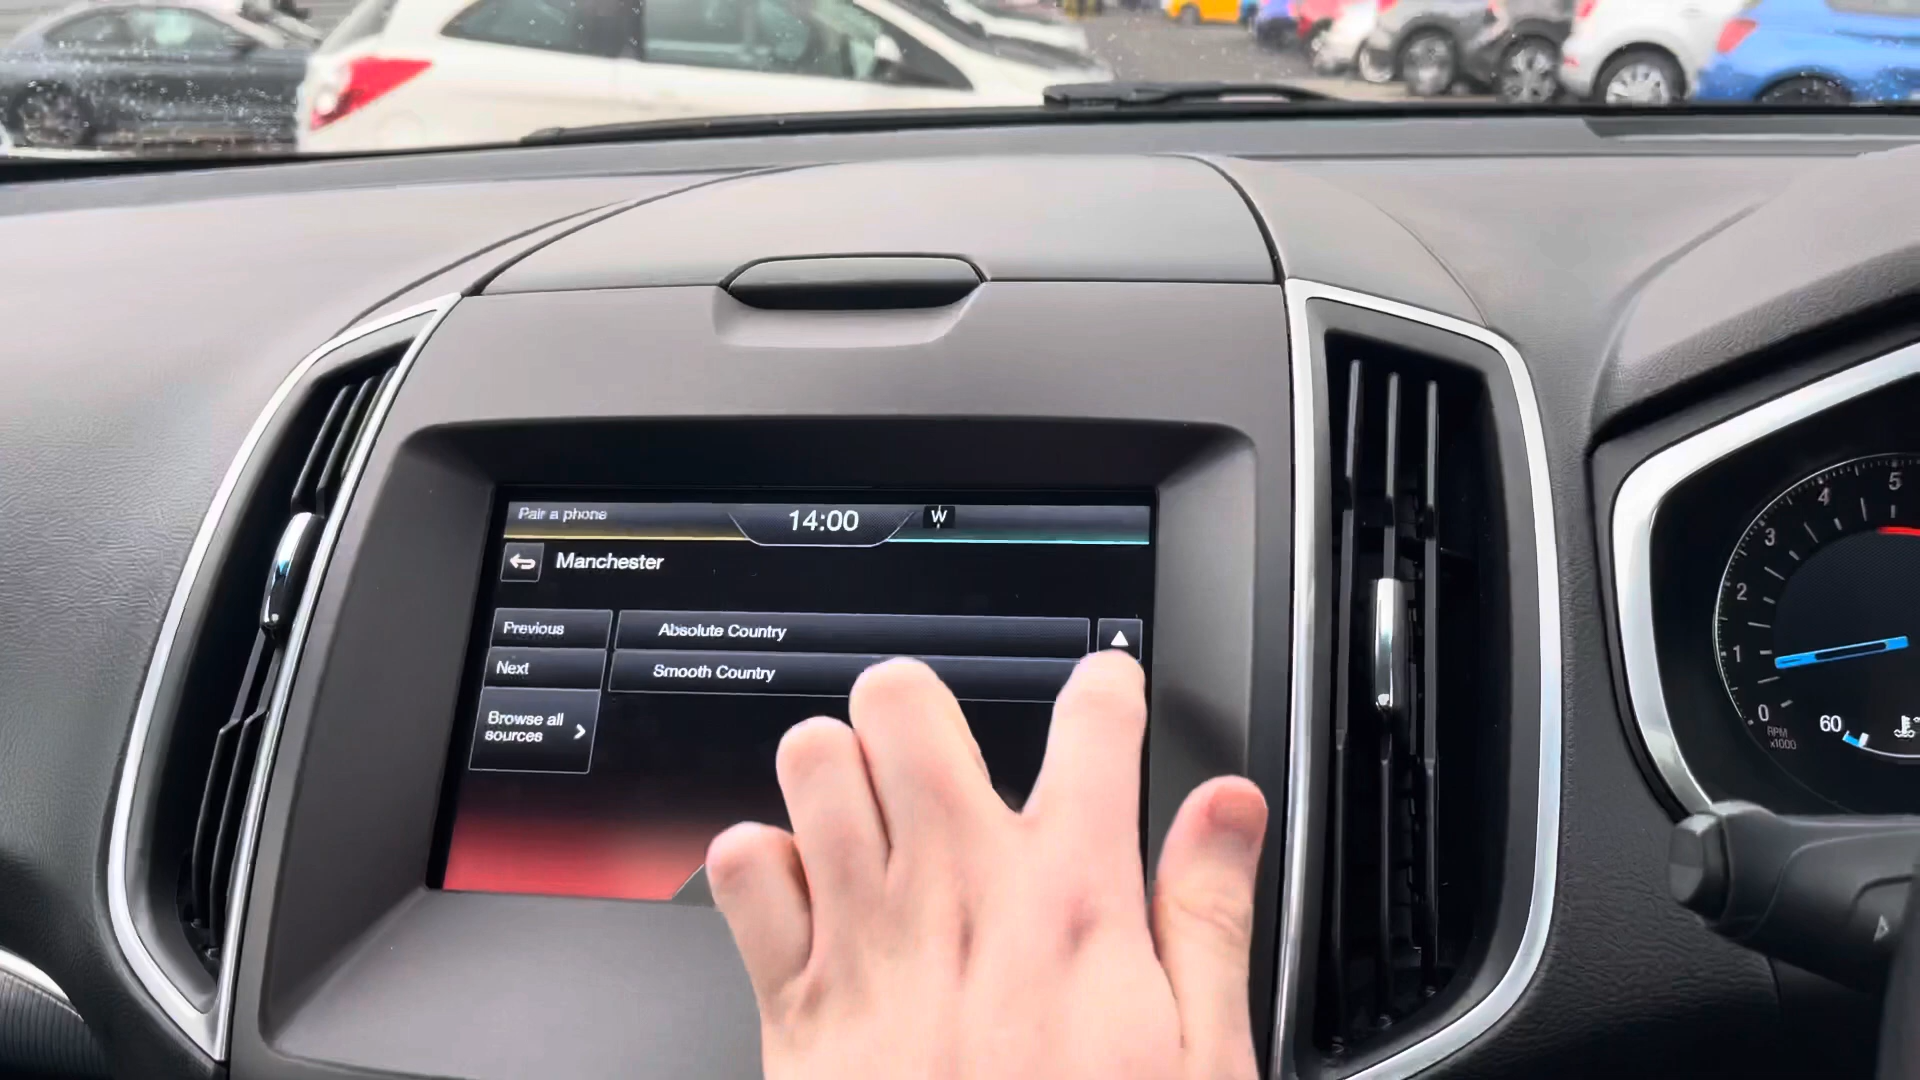 Pair a phone
14:00
W
Manchester
Previous
Absolute Country
Next
Smooth Country
Browse all
sources
5
4
3
2
1
0
RPM
x1000
60